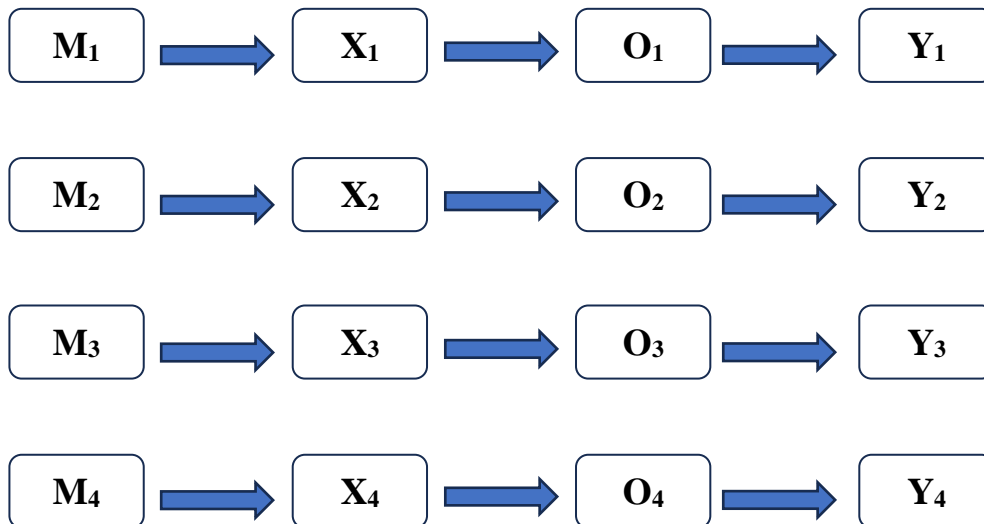 M₁ X₁ O₁ Y₁
M₂ X₂ O₂ Y₂
M₃ X₃ O₃ Y₃
M₄ X₄ O₄ Y₄